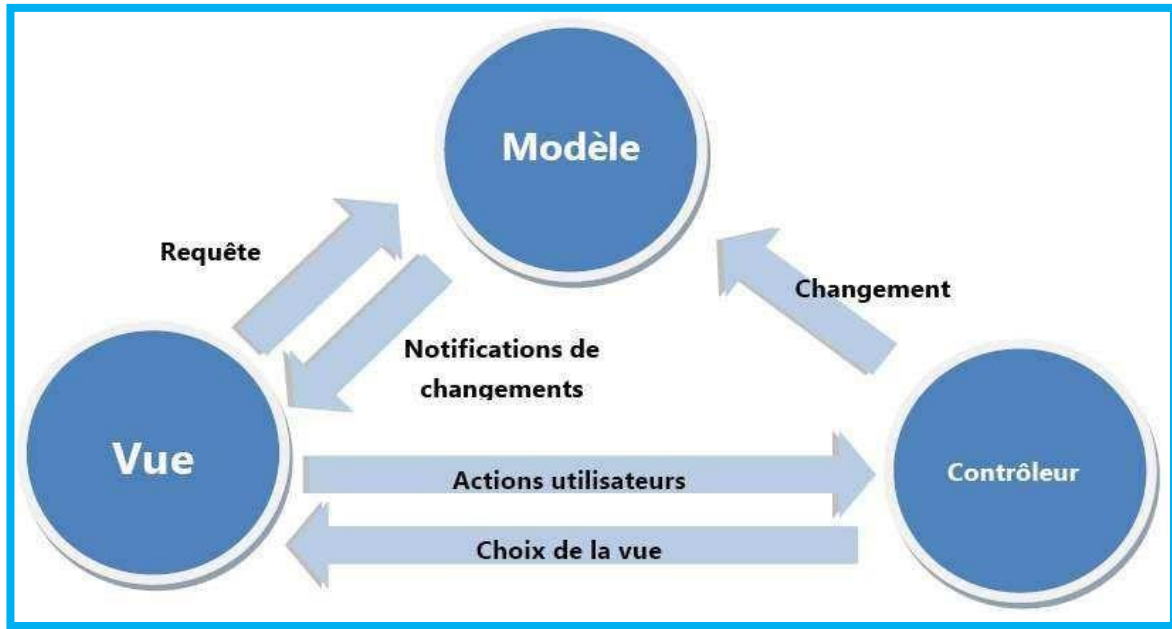 Modèle
Requête
Changement
Notifications de
changements
Vue
Contrôleur
Actions utilisateurs
Choix de la vue